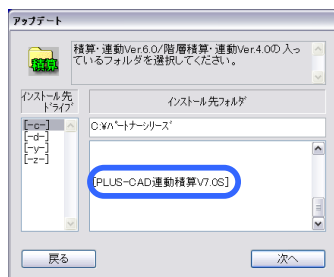 アップデート
積算
積算・連動Ver.6.0/階層積算・連動Ver.4.0の入っ
ているフォルダを選択してください。
インストール先
ドライブ
インストール先フォルダ
[-c-]
[-d-]
[-y-]
[-z-]
C:¥パートナーシリーズ
[PLUS-CAD連動積算V7.0S]
戻る
次へ